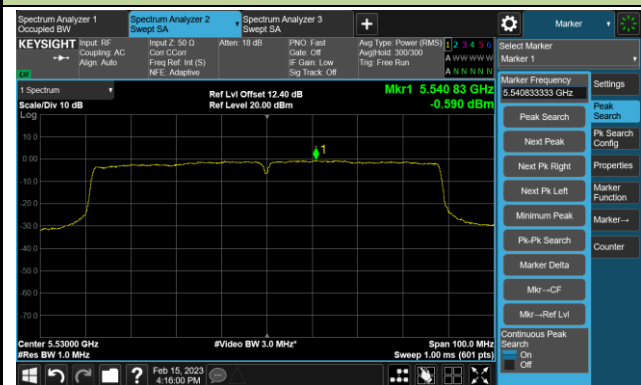 Spectrum Analyzer 1
Occupied BW
Spectrum Analyzer 2
Swept SA
Spectrum Analyzer 3
Swept SA
Marker
KEYSIGHT
Input: RF
Coupling: AC
Align: Auto
Input Z: 50 Ω
Corr CCorr
Freq Ref: Int (S)
NFE: Adaptive
Atten: 18 dB
PNO: Fast
Gate: Off
IF Gain: Low
Sig Track: Off
Avg Type: Power (RMS)
Avg|Hold: 300/300
Trig: Free Run
1 2 3 4 5 6
A W W W W W
A N N N N N
Select Marker
Marker 1
1 Spectrum
Scale/Div 10 dB
Log
Ref Lvl Offset 12.40 dB
Ref Level 20.00 dBm
Mkr1 5.540 83 GHz
-0.590 dBm
10.0
0.00
-10.0
-20.0
-30.0
-40.0
-50.0
-60.0
-70.0
1
Center 5.53000 GHz
#Res BW 1.0 MHz
#Video BW 3.0 MHz*
Span 100.0 MHz
Sweep 1.00 ms (601 pts)
Marker Frequency
5.540833333 GHz
Peak Search
Next Peak
Next Pk Right
Next Pk Left
Minimum Peak
Pk-Pk Search
Marker Delta
Mkr→CF
Mkr→Ref Lvl
Continuous Peak
Search
On
Off
Settings
Peak
Search
Pk Search
Config
Properties
Marker
Function
Marker→
Counter
Feb 15, 2023
4:16:00 PM